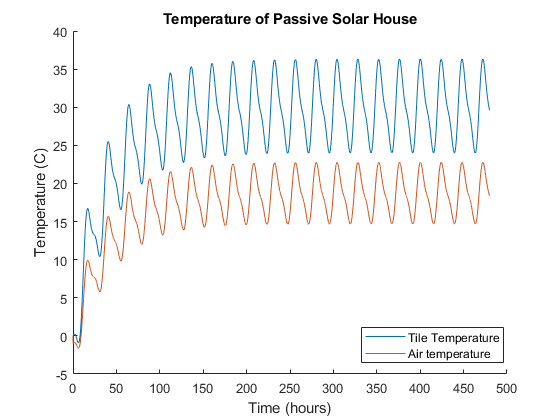 Temperature of Passive Solar House
40
35
30
25
20
15
10
5
0
-5
Temperature (C)
0 50 100 150 200 250 300 350 400 450 500
Time (hours)
Tile Temperature
Air temperature